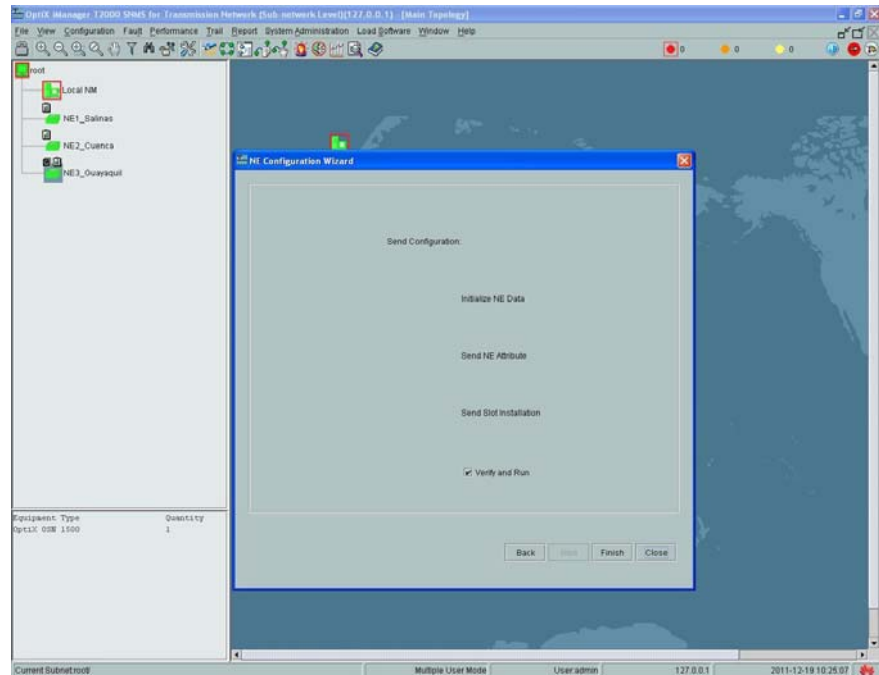 OptiX iManager T2000 SNMS for Transmission Network (Sub-network Level)[127.0.0.1] - [Main Topology]
File View Configuration Fault Performance Trail Report System Administration Load Software Window Help
0 0 0
root
Local NM
NE1_Salinas
NE2_Cuenca
NE3_Guayaquil
NE Configuration Wizard
Send Configuration:
Initialize NE Data
Send NE Attribute
Send Slot Installation
Verify and Run
Back Next Finish Close
Equipment Type Quantity
OptiX OSN 1500 1
Current Subnet:root/ Multiple User Mode User:admin 127.0.0.1 2011-12-19 10:25:07